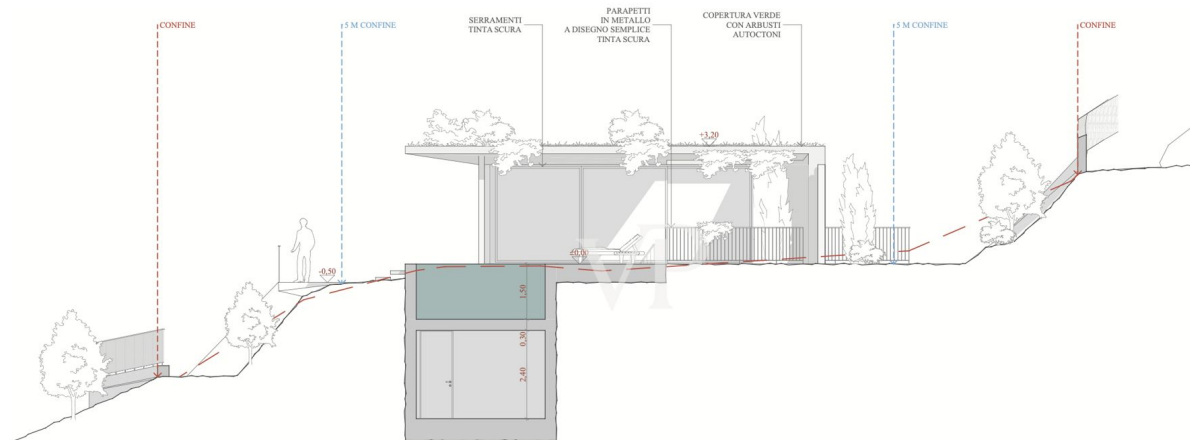 CONFINE
5 M CONFINE
SERRAMENTI
TINTA SCURA
PARAPETTI
IN METALLO
A DISEGNO SEMPLICE
TINTA SCURA
COPERTURA VERDE
CON ARBUSTI
AUTOCTONI
5 M CONFINE
CONFINE
+3,20
±0,00
-0,50
1,50
0,30
2,40
VP